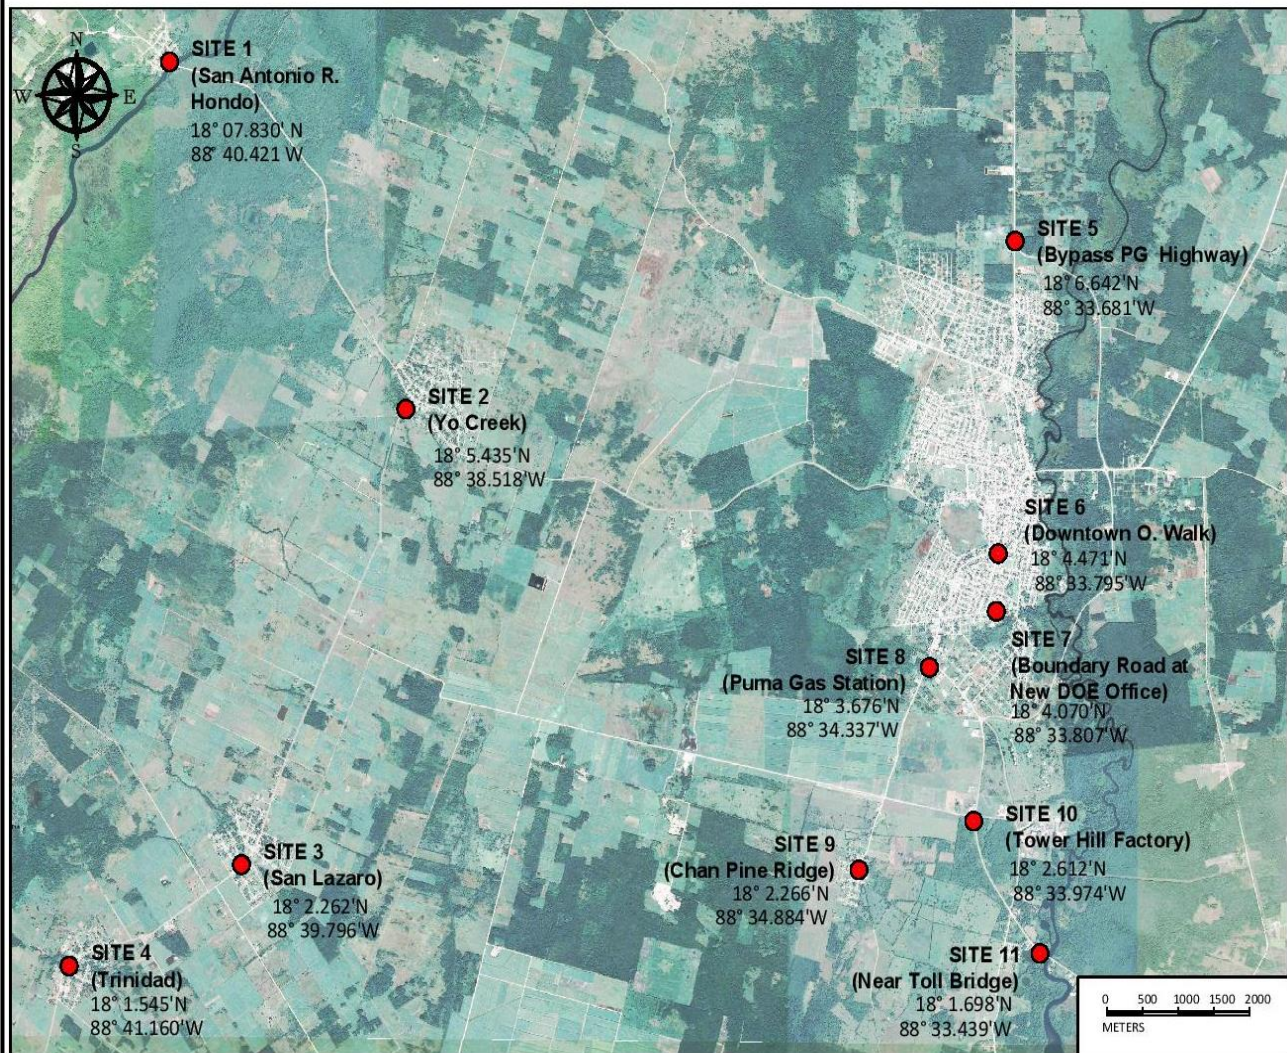 N
W
E
S
SITE 1
(San Antonio R.
Hondo)
18° 07.830' N
88° 40.421 W
SITE 5
(Bypass PG Highway)
18° 6.642'N
88° 33.681'W
SITE 2
(Yo Creek)
18° 5.435'N
88° 38.518'W
SITE 6
(Downtown O. Walk)
18° 4.471'N
88° 33.795'W
SITE 7
(Boundary Road at
New DOE Office)
18° 4.070'N
88° 33.807'W
SITE 8
(Puma Gas Station)
18° 3.676'N
88° 34.337'W
SITE 10
(Tower Hill Factory)
18° 2.612'N
88° 33.974'W
SITE 9
(Chan Pine Ridge)
18° 2.266'N
88° 34.884'W
SITE 3
(San Lazaro)
18° 2.262'N
88° 39.796'W
SITE 4
(Trinidad)
18° 1.545'N
88° 41.160'W
SITE 11
(Near Toll Bridge)
18° 1.698'N
88° 33.439'W
0 500 1000 1500 2000
METERS